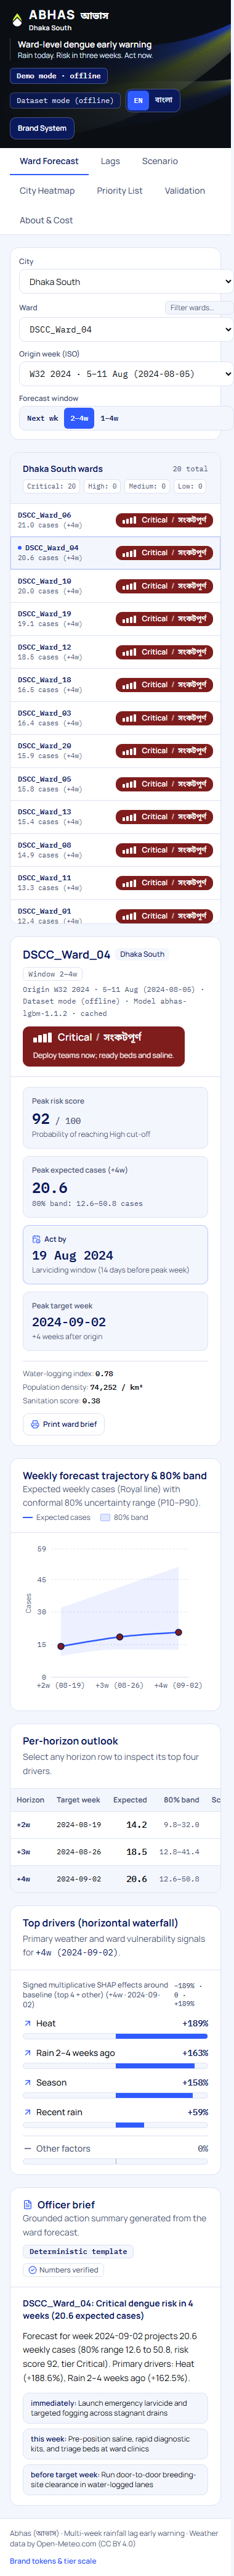 ABHAS আভাস
Dhaka South
Ward-level dengue early warning
Rain today. Risk in three weeks. Act now.
Demo mode · offline
Dataset mode (offline)
EN বাংলা
Brand System
Ward Forecast Lags Scenario
City Heatmap Priority List Validation
About & Cost
City
Dhaka South
Ward
Filter wards…
DSCC_Ward_04
Origin week (ISO)
W32 2024 · 5–11 Aug (2024-08-05)
Forecast window
Next wk 2–4w 1–4w
Dhaka South wards 20 total
Critical: 20 High: 0 Medium: 0 Low: 0
DSCC_Ward_06
21.0 cases (+4w)
Critical / সংকটপূর্ণ
DSCC_Ward_04
20.6 cases (+4w)
Critical / সংকটপূর্ণ
DSCC_Ward_10
20.0 cases (+4w)
Critical / সংকটপূর্ণ
DSCC_Ward_19
19.1 cases (+4w)
Critical / সংকটপূর্ণ
DSCC_Ward_12
18.5 cases (+4w)
Critical / সংকটপূর্ণ
DSCC_Ward_18
16.5 cases (+4w)
Critical / সংকটপূর্ণ
DSCC_Ward_03
16.4 cases (+4w)
Critical / সংকটপূর্ণ
DSCC_Ward_20
15.9 cases (+4w)
Critical / সংকটপূর্ণ
DSCC_Ward_05
15.8 cases (+4w)
Critical / সংকটপূর্ণ
DSCC_Ward_13
15.4 cases (+4w)
Critical / সংকটপূর্ণ
DSCC_Ward_08
14.9 cases (+4w)
Critical / সংকটপূর্ণ
DSCC_Ward_11
13.3 cases (+4w)
Critical / সংকটপূর্ণ
DSCC_Ward_01
12.4 cases (+4w)
Critical / সংকটপূর্ণ
DSCC_Ward_04 Dhaka South
Window 2–4w
Origin W32 2024 · 5–11 Aug (2024-08-05) ·
Dataset mode (offline) · Model abhas-
lgbm-1.1.2 · cached
Critical / সংকটপূর্ণ
Deploy teams now; ready beds and saline.
Peak risk score
92 / 100
Probability of reaching High cut-off
Peak expected cases (+4w)
20.6
80% band: 12.6–50.8 cases
Act by
19 Aug 2024
Larviciding window (14 days before peak week)
Peak target week
2024-09-02
+4 weeks after origin
Water-logging index: 0.78
Population density: 74,252 / km²
Sanitation score: 0.38
Print ward brief
Weekly forecast trajectory & 80% band
Expected weekly cases (Royal line) with
conformal 80% uncertainty range (P10–P90).
Expected cases 80% band
59
45
30
15
0
Cases
+2w (08-19) +3w (08-26) +4w (09-02)
Per-horizon outlook
Select any horizon row to inspect its top four
drivers.
Horizon Target week Expected 80% band Sc
+2w 2024-08-19 14.2 9.8–32.0
+3w 2024-08-26 18.5 12.8–41.4
+4w 2024-09-02 20.6 12.6–50.8
Top drivers (horizontal waterfall)
Primary weather and ward vulnerability signals
for +4w (2024-09-02).
Signed multiplicative SHAP effects around
baseline (top 4 + other) (+4w · 2024-09-
02)
−189% ·
0 ·
+189%
Heat +189%
Rain 2–4 weeks ago +163%
Season +158%
Recent rain +59%
Other factors 0%
Officer brief
Grounded action summary generated from the
ward forecast.
Deterministic template
Numbers verified
DSCC_Ward_04: Critical dengue risk in 4
weeks (20.6 expected cases)
Forecast for week 2024-09-02 projects 20.6
weekly cases (80% range 12.6 to 50.8, risk
score 92, tier Critical). Primary drivers: Heat
(+188.6%), Rain 2–4 weeks ago (+162.5%).
immediately: Launch emergency larvicide and
targeted fogging across stagnant drains
this week: Pre-position saline, rapid diagnostic
kits, and triage beds at ward clinics
before target week: Run door-to-door breeding-
site clearance in water-logged lanes
Abhas (আভাস) · Multi-week rainfall lag early warning · Weather
data by Open-Meteo.com (CC BY 4.0)
Brand tokens & tier scale